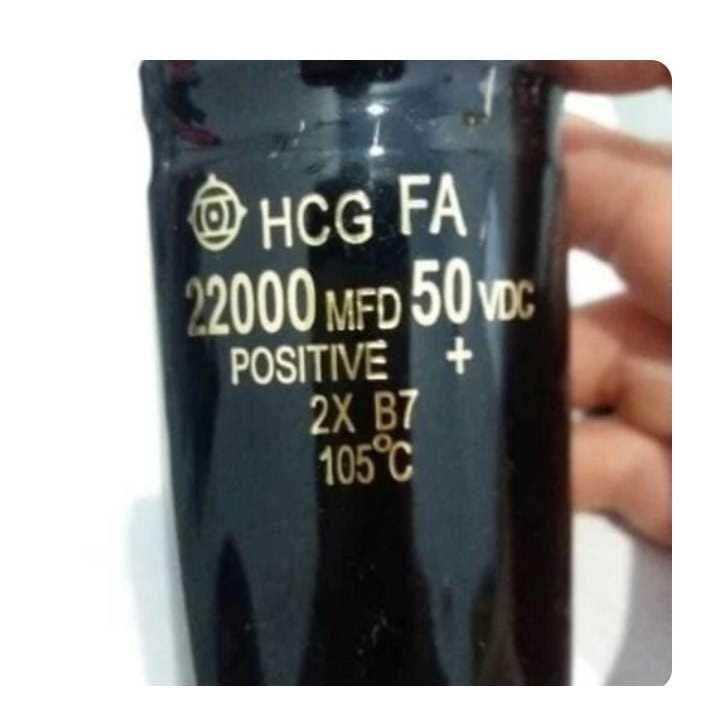 HCG FA
22000 MFD 50 VDC
POSITIVE +
2X B7
105°C